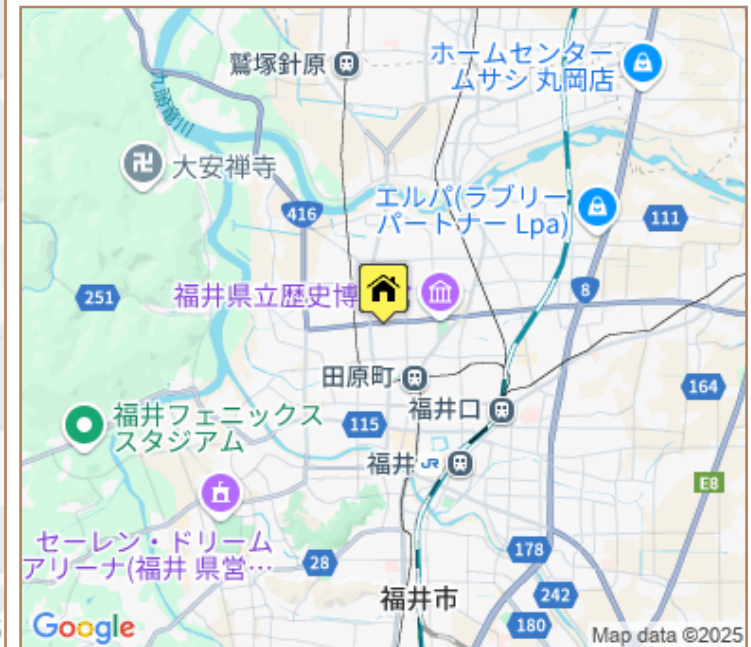 鷲塚針原
ホームセンター
ムサシ 丸岡店
九頭竜川
大安禅寺
エルパ(ラブリー
パートナー Lpa)
416
111
251
福井県立歴史博
8
田原町
164
福井口
福井フェニックス
スタジアム
115
福井 JR
E8
セーレン・ドリーム
アリーナ(福井 県営…
28
178
福井市
242
180
Google
Map data ©2025